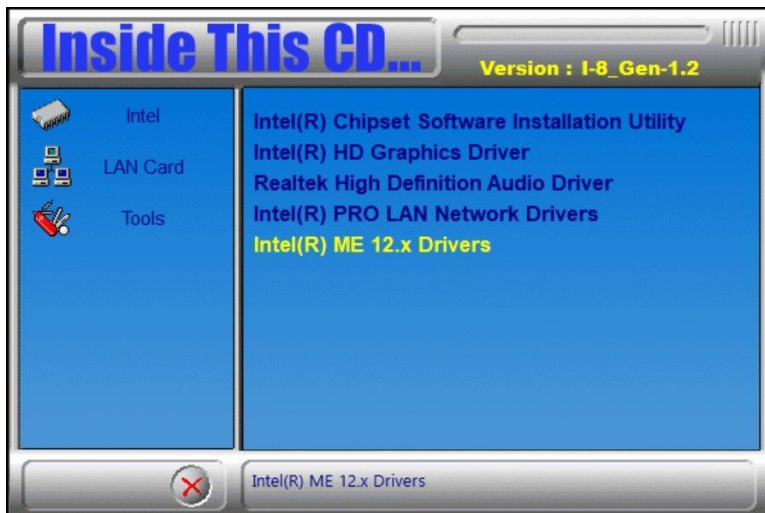 Inside This CD...
Version : I-8_Gen-1.2
Intel
LAN Card
Tools
Intel(R) Chipset Software Installation Utility
Intel(R) HD Graphics Driver
Realtek High Definition Audio Driver
Intel(R) PRO LAN Network Drivers
Intel(R) ME 12.x Drivers
Intel(R) ME 12.x Drivers